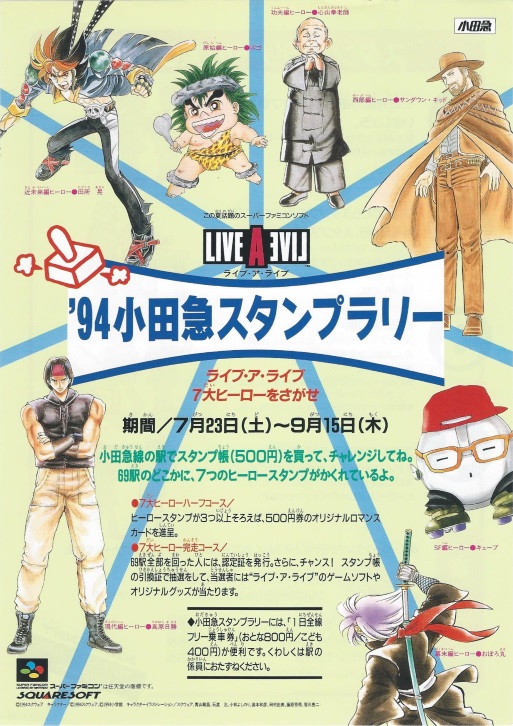 功夫編ヒーロー●心山拳老師
小田急
原始編ヒーロー●ポゴ
西部編ヒーロー●サンダウン・キッド
近未来編ヒーロー●田所 晃
この夏話題のスーパーファミコンソフト
LIVE A LIVE
ライブ・ア・ライブ
'94小田急スタンプラリー
ライブ・ア・ライブ
7大ヒーローをさがせ
期間/7月23日(土)～9月15日(木)
小田急線の駅でスタンプ帳(500円)を買って、チャレンジしてね。
69駅のどこかに、7つのヒーロースタンプがかくれているよ。
●7大ヒーローハーフコース/
ヒーロースタンプが3つ以上そろえば、500円券のオリジナルロマンス
カードを進呈。
●7大ヒーロー完走コース/
69駅全部を回った人には、認定証を発行。さらに、チャンス! スタンプ帳
の引換証で抽選をして、当選者には"ライブ・ア・ライブ"のゲームソフトや
オリジナルグッズが当たります。
SF編ヒーロー●キューブ
◆小田急スタンプラリーには、「1日全線
フリー乗車券」(おとな800円/こども
400円)が便利です。くわしくは駅の
係員におたずねください。
現代編ヒーロー●高原日勝
幕末編ヒーロー●おぼろ丸
SUPER FAMICOM
スーパーファミコンは任天堂の商標です。
SQUARESOFT